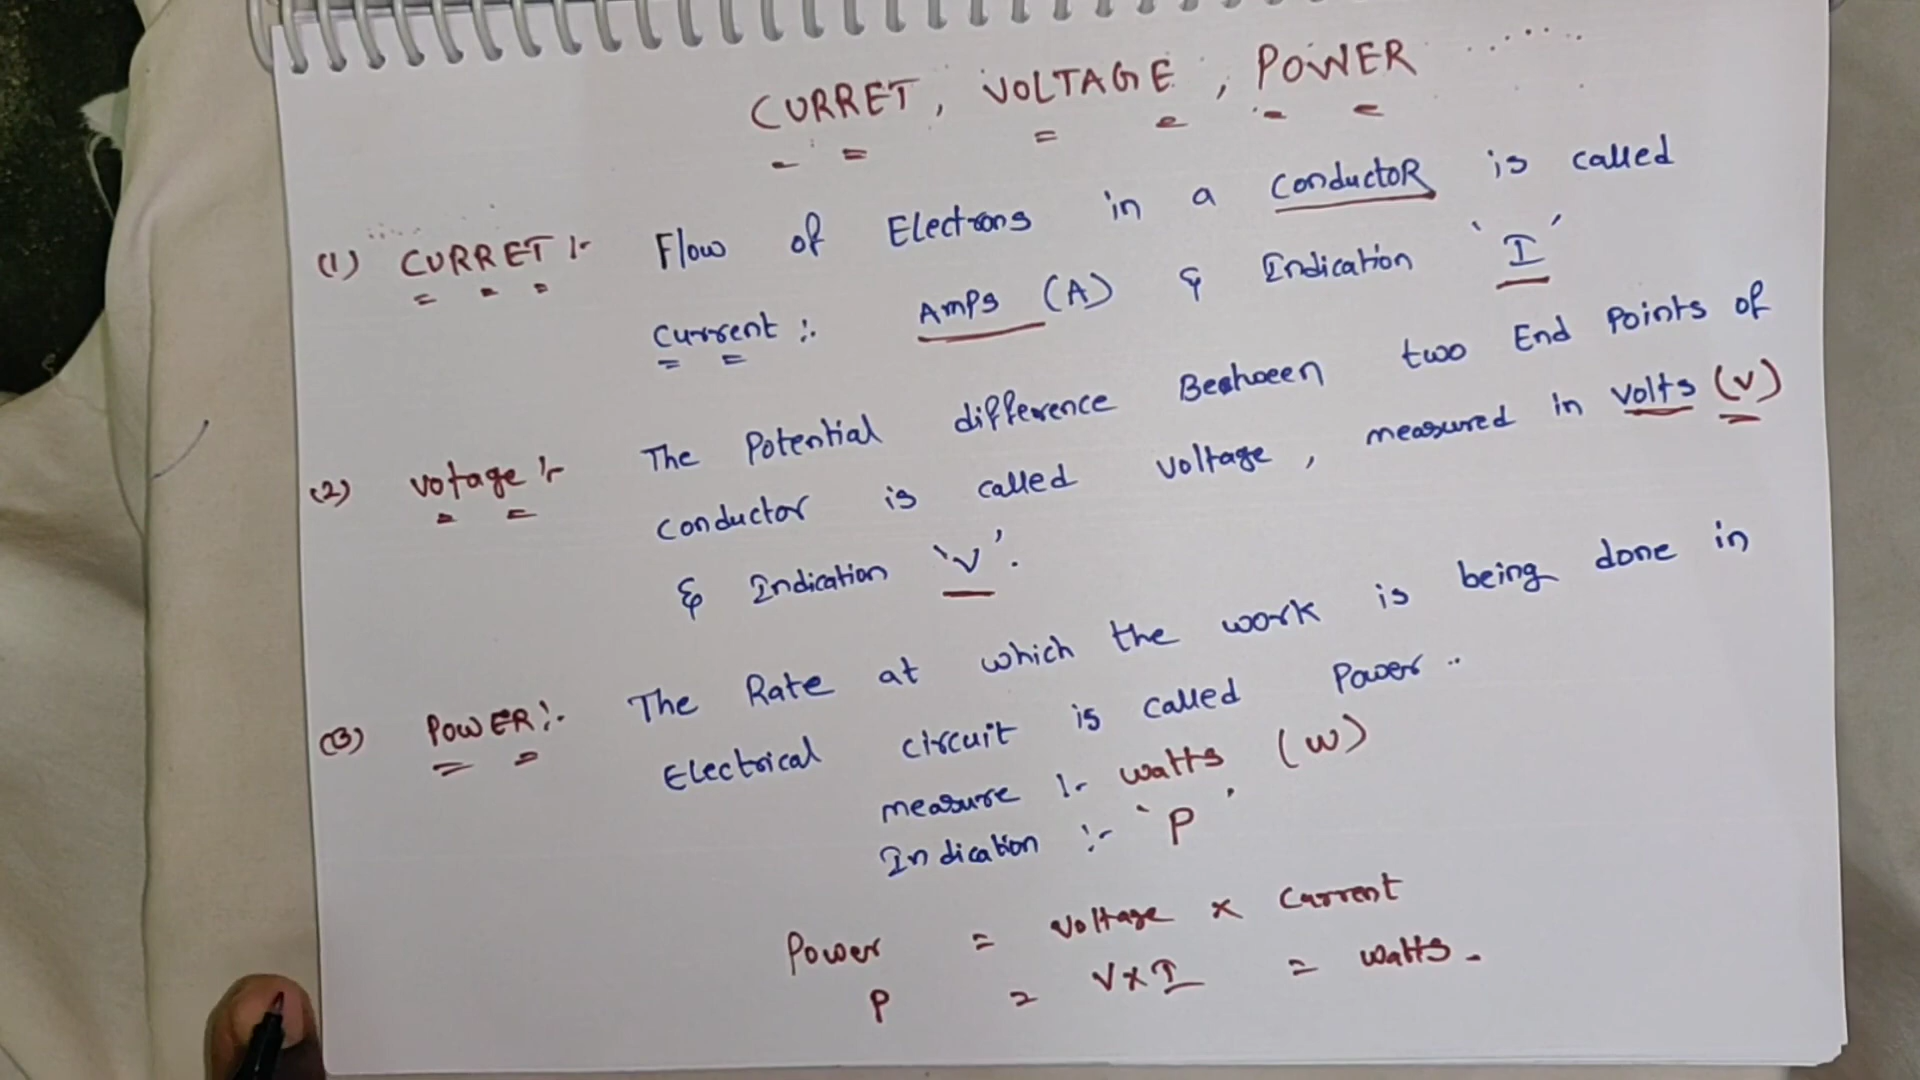 CURRET, VOLTAGE, POWER
(1) CURRET :- Flow of Electrons in a ConductoR is called
Current :. Amps (A) & Indication 'I'
(2) votage :- The Potential difference Between two End Points of
Conductor is called Voltage, measured in Volts (V)
& Indication 'V'.
(3) POWER :- The Rate at which the work is being done in
Electrical circuit is called Power ..
measure :- watts (W)
Indication :- 'P'
Power = Voltage x Current
P = V x I = watts.